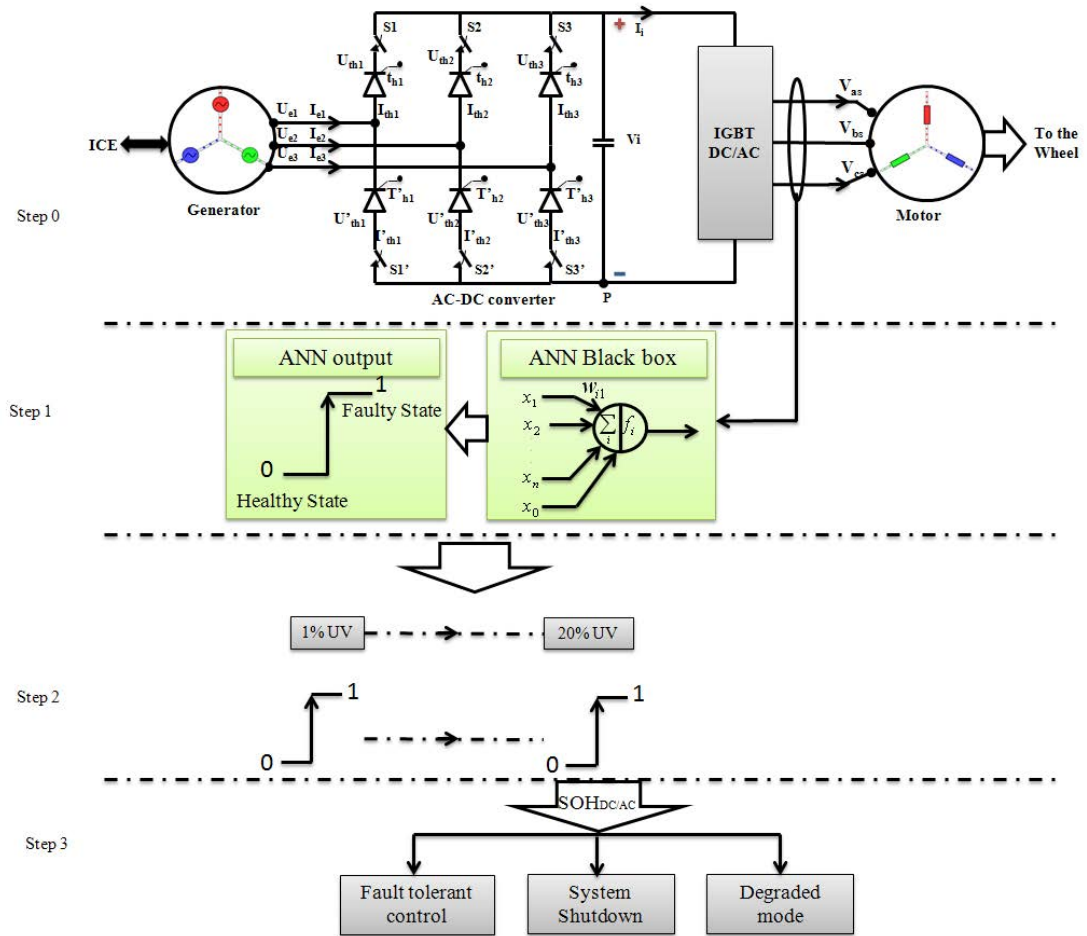 S1 S2 S3
+ Ii
Uth1 Uth2 Uth3
th1 th2 th3
Ith1 Ith2 Ith3
Ue1 Ie1
Ue2 Ie2
Ue3 Ie3
ICE
Generator
Vi
IGBT
DC/AC
Vas
Vbs
Vcs
Motor
To the
Wheel
T'h1 T'h2 T'h3
U'th1 U'th2 U'th3
I'th1 I'th2 I'th3
S1' S2' S3'
AC-DC converter
P
Step 0
Step 1
ANN output
1
Faulty State
0
Healthy State
ANN Black box
wi1
x1
x2
xn
x0
∑i fi
1% UV
20% UV
Step 2
1
0
1
0
SOHDC/AC
Step 3
Fault tolerant
control
System
Shutdown
Degraded
mode